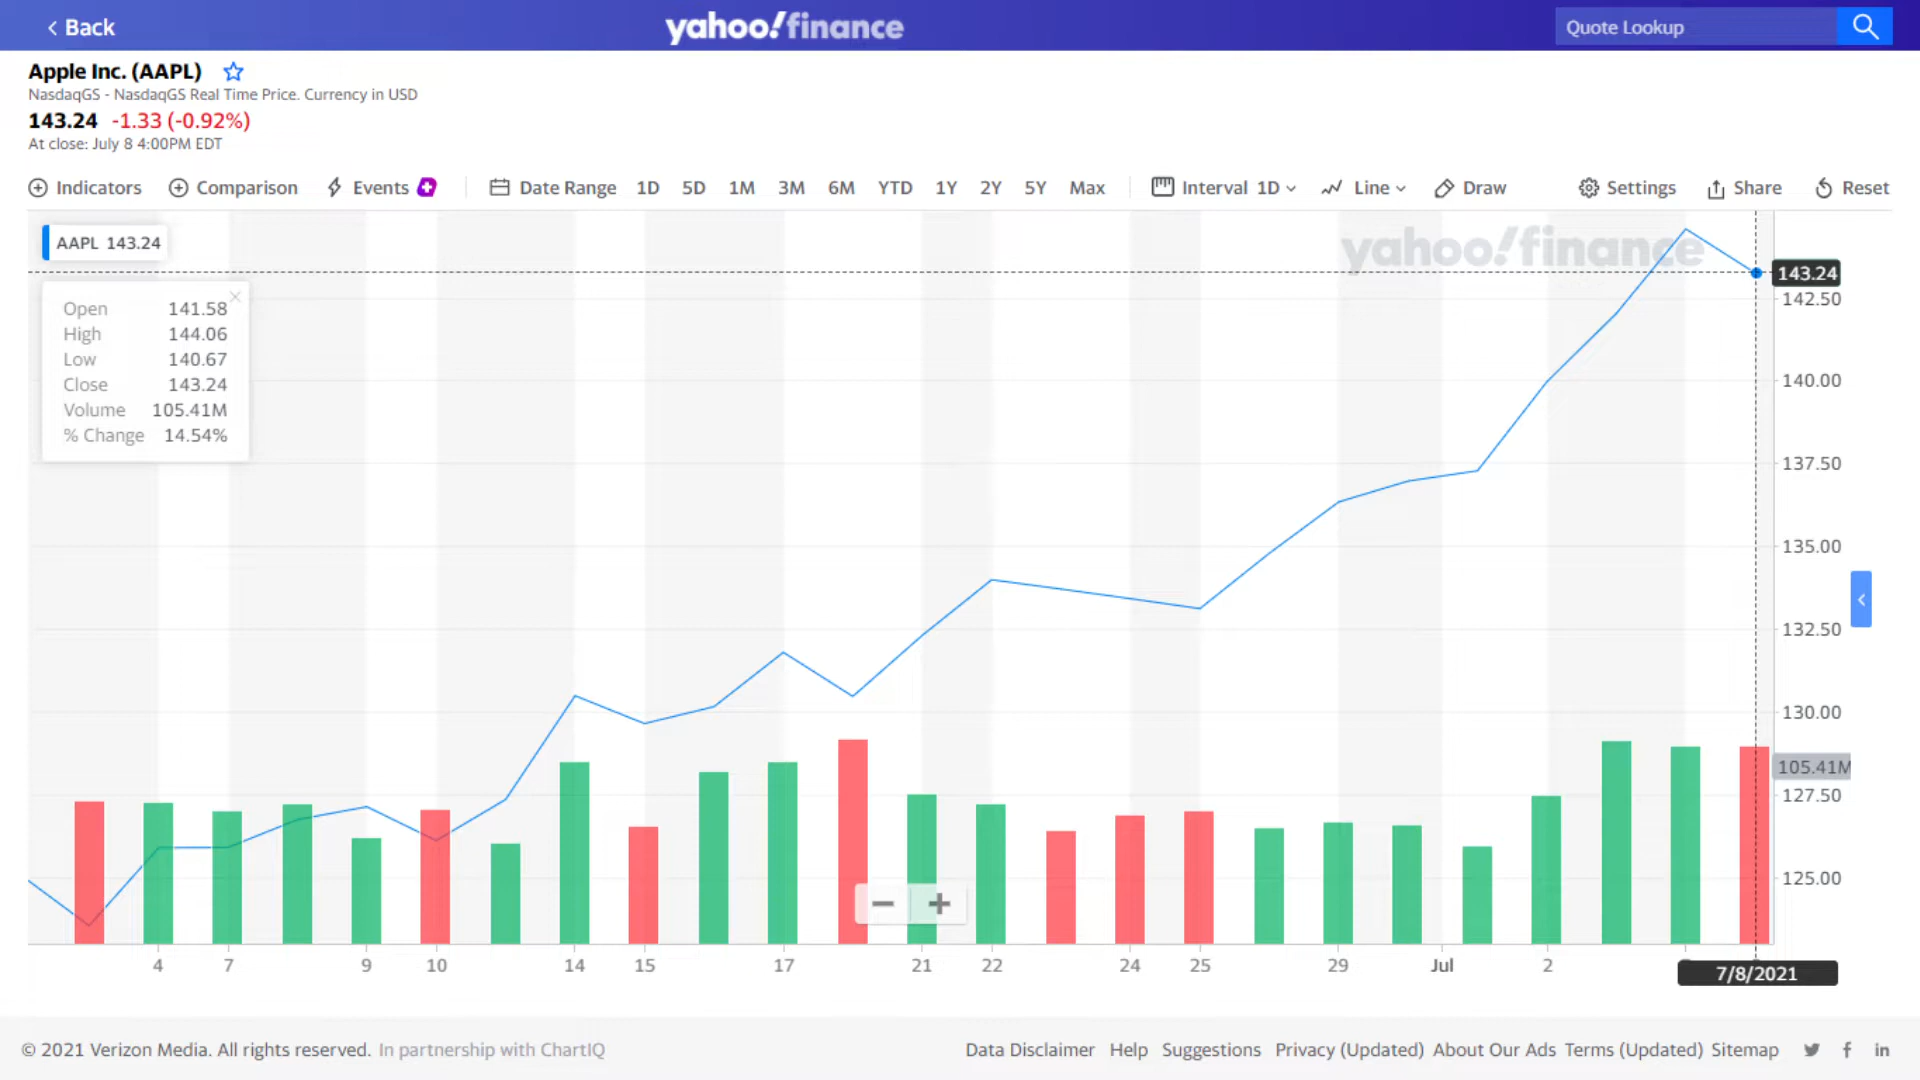 Back
yahoo!finance
Quote Lookup
Apple Inc. (AAPL)
NasdaqGS - NasdaqGS Real Time Price. Currency in USD
143.24 -1.33 (-0.92%)
At close: July 8 4:00PM EDT
Indicators Comparison Events Date Range 1D 5D 1M 3M 6M YTD 1Y 2Y 5Y Max Interval 1D Line Draw Settings Share Reset
AAPL 143.24
yahoo!finance
Open 141.58
High 144.06
Low 140.67
Close 143.24
Volume 105.41M
% Change 14.54%
143.24
142.50
140.00
137.50
135.00
132.50
130.00
105.41M
127.50
125.00
4 7 9 10 14 15 17 21 22 24 25 29 Jul 2
7/8/2021
© 2021 Verizon Media. All rights reserved. In partnership with ChartIQ
Data Disclaimer Help Suggestions Privacy (Updated) About Our Ads Terms (Updated) Sitemap